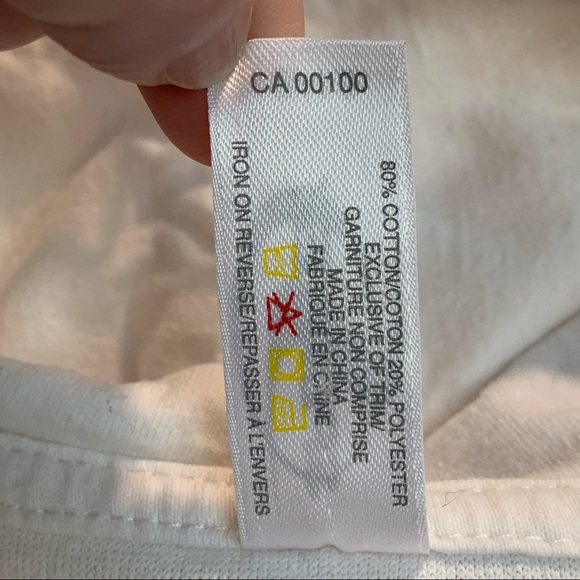 CA 00100
80% COTTON/COTON 20% POLYESTER
EXCLUSIVE OF TRIM/
GARNITURE NON COMPRISE
MADE IN CHINA
FABRIQUE EN CHINE
IRON ON REVERSE/REPASSER À L'ENVERS